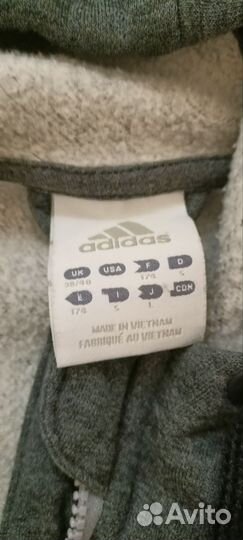 adidas
UK USA F D
38/40 S 174 S
E I J CDN
174 S L
MADE IN VIETNAM
FABRIQUÉ AU VIETNAM
Avito